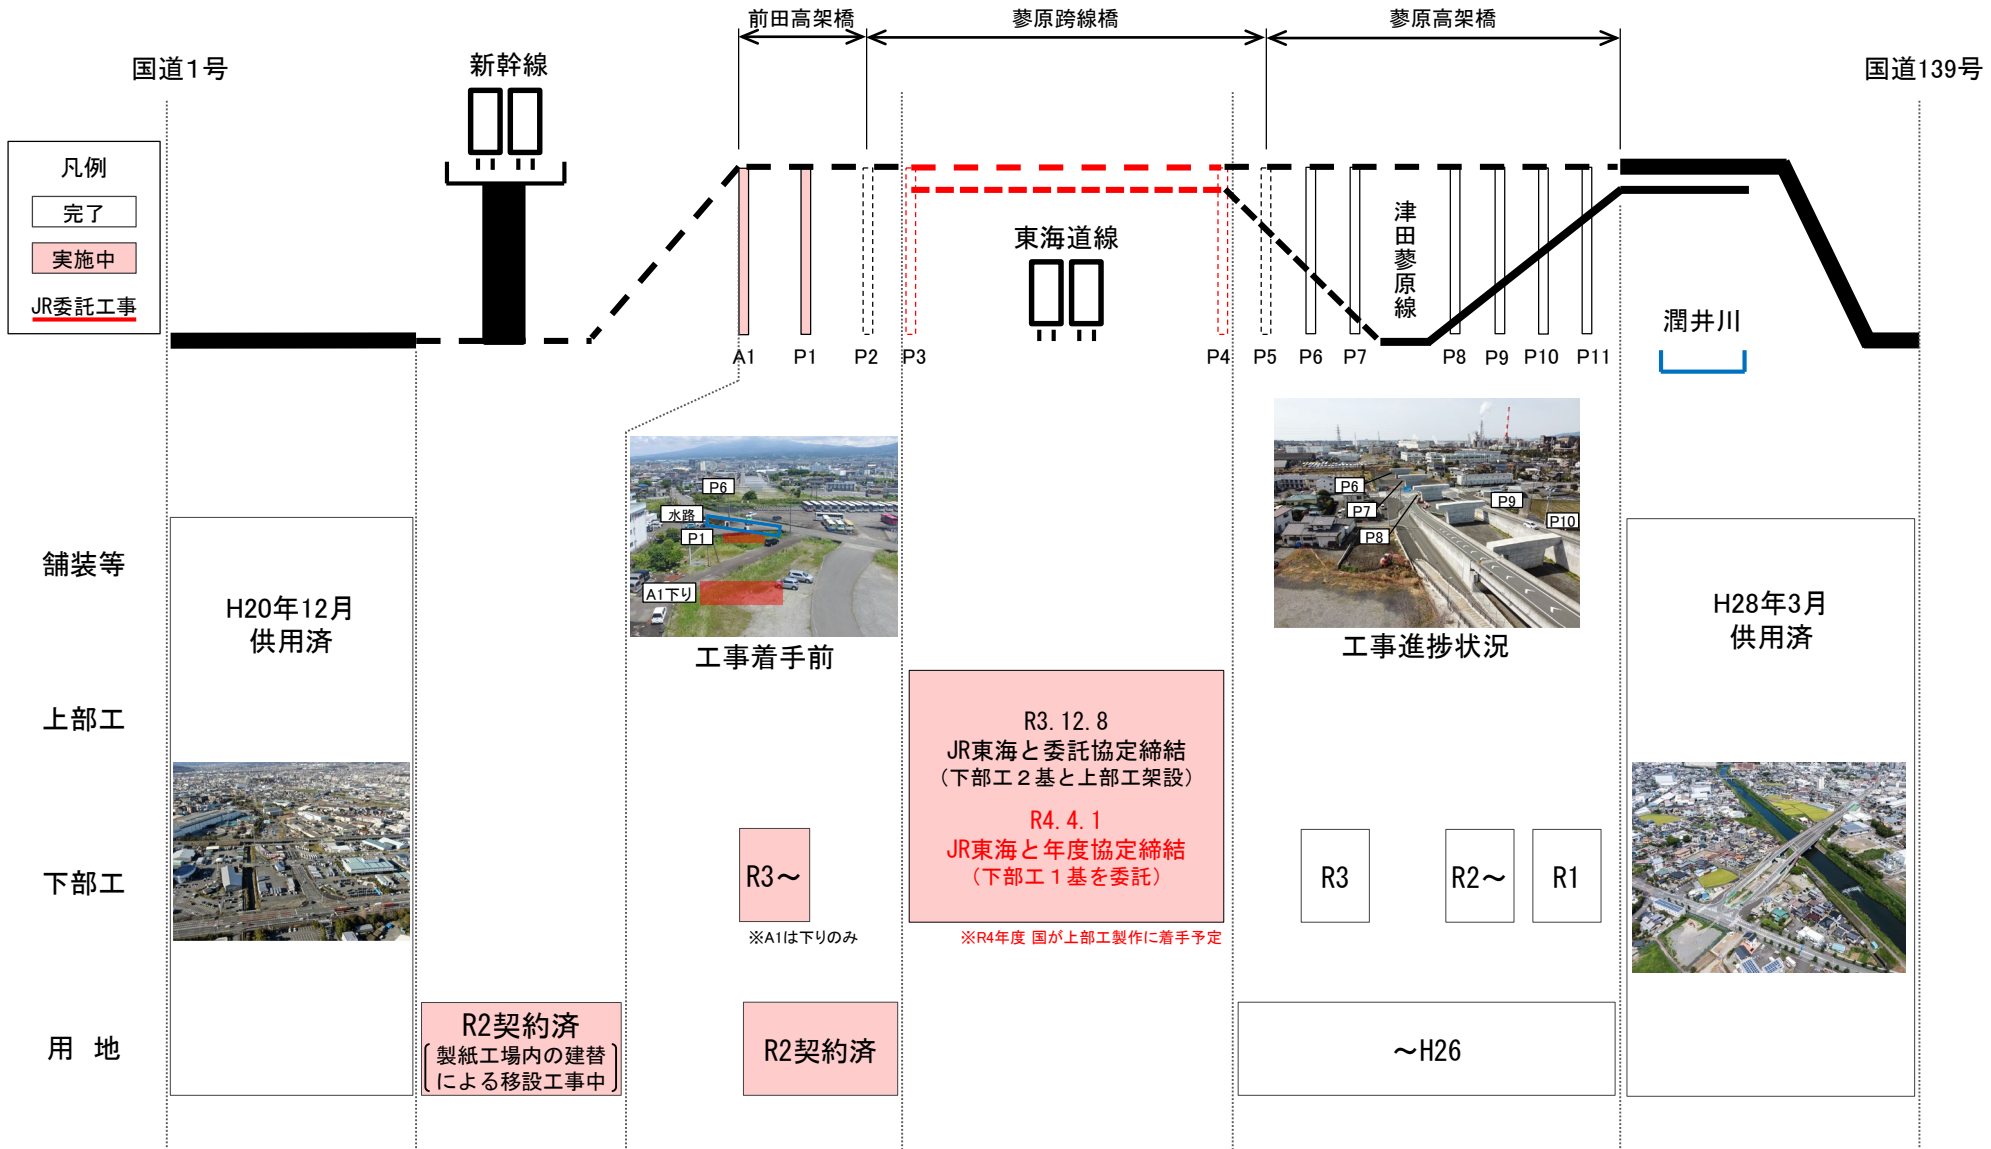 前田高架橋
蓼原跨線橋
蓼原高架橋
国道1号
新幹線
国道139号
凡例
完了
実施中
JR委託工事
東海道線
津田蓼原線
潤井川
A1
P1
P2
P3
P4
P5
P6
P7
P8
P9
P10
P11
P6
水路
P1
A1下り
工事着手前
P6
P7
P8
P9
P10
工事進捗状況
舗装等
上部工
下部工
用 地
H20年12月
供用済
H28年3月
供用済
R3.12.8
JR東海と委託協定締結
(下部工2基と上部工架設)
R4.4.1
JR東海と年度協定締結
(下部工1基を委託)
※R4年度 国が上部工製作に着手予定
R3～
※A1は下りのみ
R3
R2～
R1
R2契約済
製紙工場内の建替
による移設工事中
R2契約済
～H26